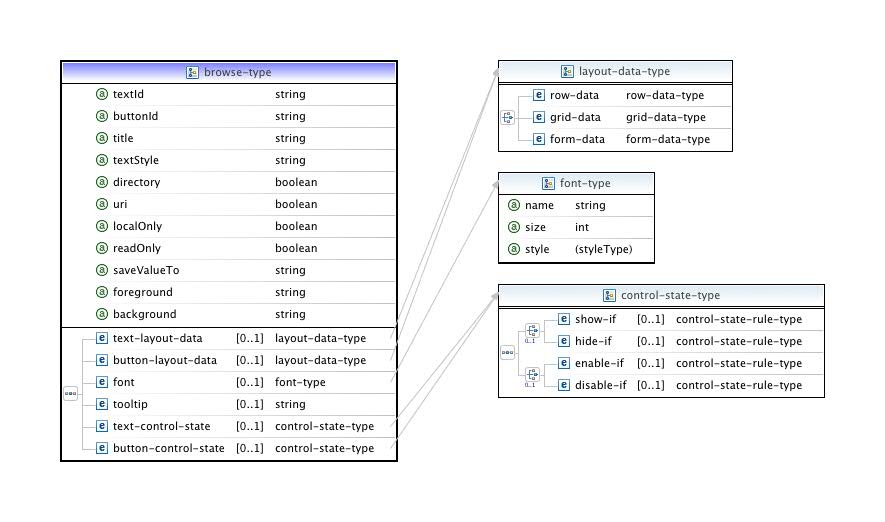 browse-type
a textId string
a buttonId string
a title string
a textStyle string
a directory boolean
a uri boolean
a localOnly boolean
a readOnly boolean
a saveValueTo string
a foreground string
a background string
e text-layout-data [0..1] layout-data-type
e button-layout-data [0..1] layout-data-type
e font [0..1] font-type
e tooltip [0..1] string
e text-control-state [0..1] control-state-type
e button-control-state [0..1] control-state-type
layout-data-type
e row-data row-data-type
e grid-data grid-data-type
e form-data form-data-type
font-type
a name string
a size int
a style (styleType)
control-state-type
e show-if [0..1] control-state-rule-type
0..1
e hide-if [0..1] control-state-rule-type
e enable-if [0..1] control-state-rule-type
0..1
e disable-if [0..1] control-state-rule-type